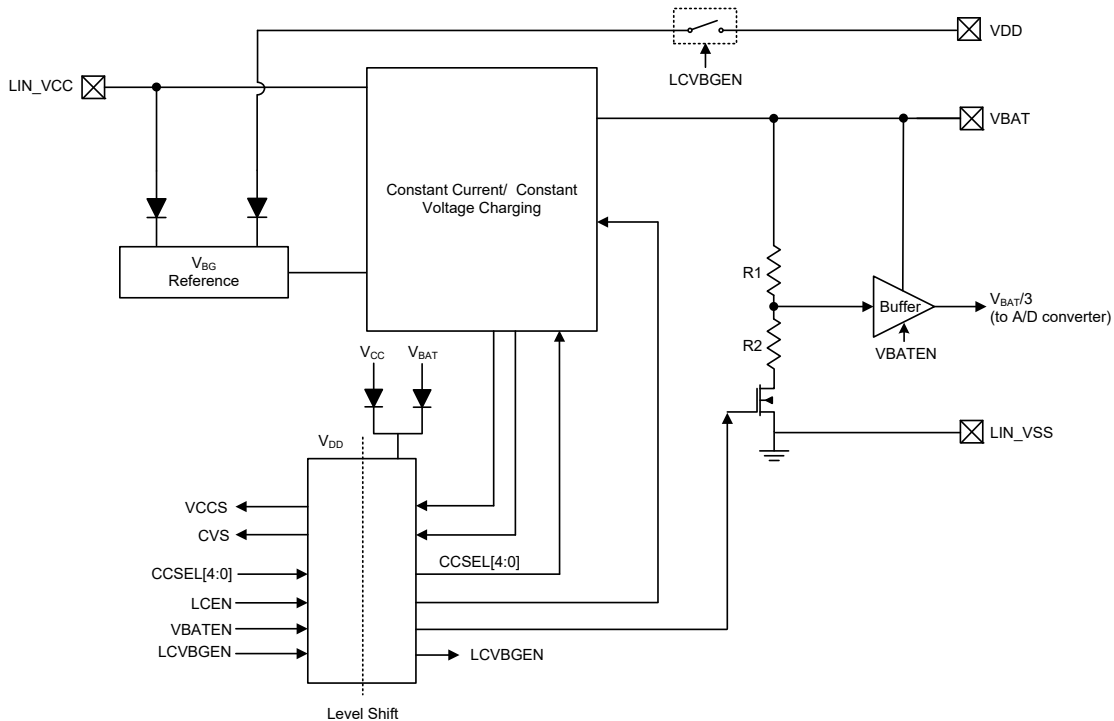 VDD
LCVBGEN
LIN_VCC
VBAT
Constant Current/ Constant
Voltage Charging
VBG
Reference
R1
Buffer
VBAT/3
(to A/D converter)
R2
VBATEN
VCC
VBAT
LIN_VSS
VDD
VCCS
CVS
CCSEL[4:0]
CCSEL[4:0]
LCEN
VBATEN
LCVBGEN
LCVBGEN
Level Shift